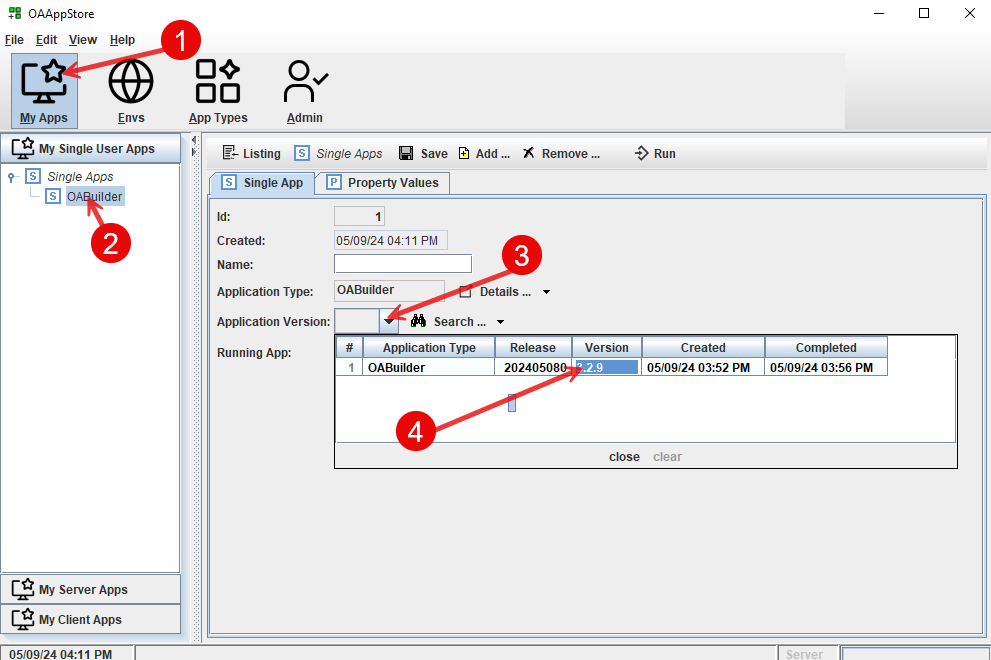 OAAppStore
File Edit View Help
1
My Apps Envs App Types Admin
My Single User Apps
Listing S Single Apps Save Add ... Remove ... Run
S Single Apps
S OABuilder
2
S Single App P Property Values
Id: 1
Created: 05/09/24 04:11 PM
Name:
3
Application Type: OABuilder Details ...
Application Version: Search ...
Running App:
# Application Type Release Version Created Completed
1 OABuilder 202405080 3.2.9 05/09/24 03:52 PM 05/09/24 03:56 PM
4
close clear
My Server Apps
My Client Apps
05/09/24 04:11 PM Server